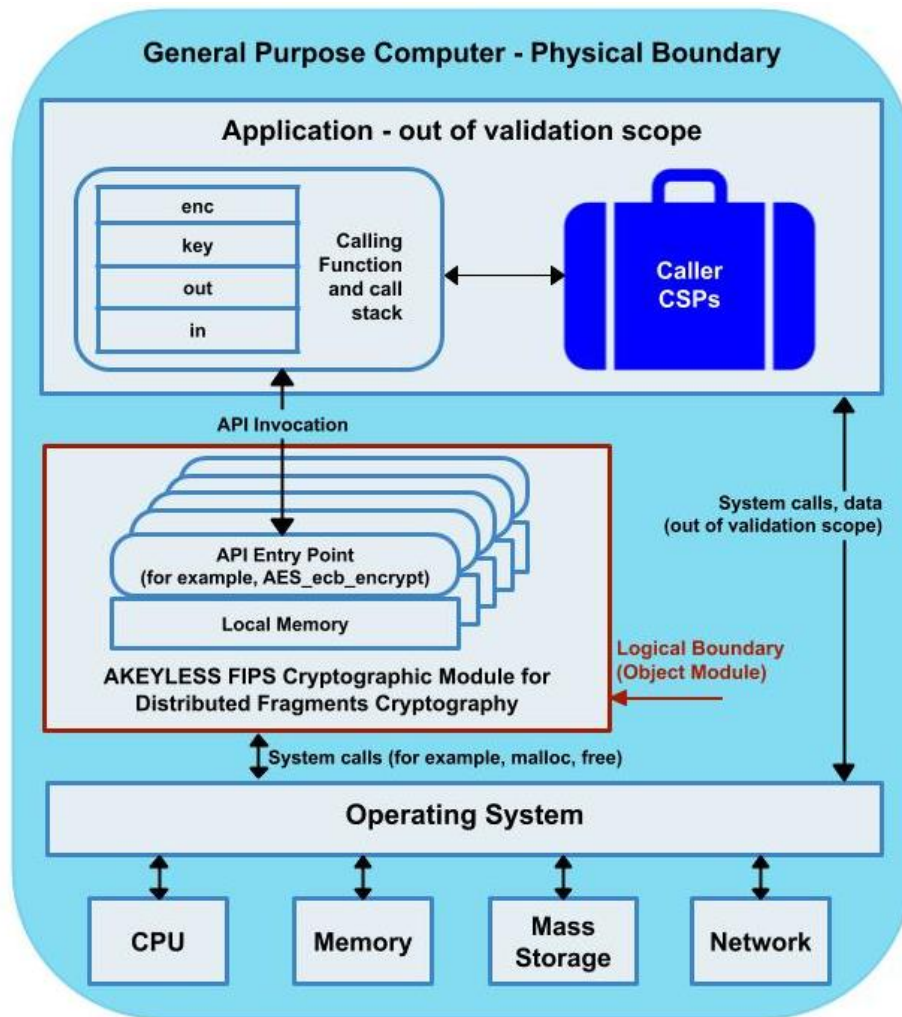 General Purpose Computer - Physical Boundary
Application - out of validation scope
enc
key
out
in
Calling
Function
and call
stack
Caller
CSPs
API Invocation
System calls, data
(out of validation scope)
API Entry Point
(for example, AES_ecb_encrypt)
Local Memory
AKEYLESS FIPS Cryptographic Module for
Distributed Fragments Cryptography
Logical Boundary
(Object Module)
System calls (for example, malloc, free)
Operating System
CPU
Memory
Mass
Storage
Network